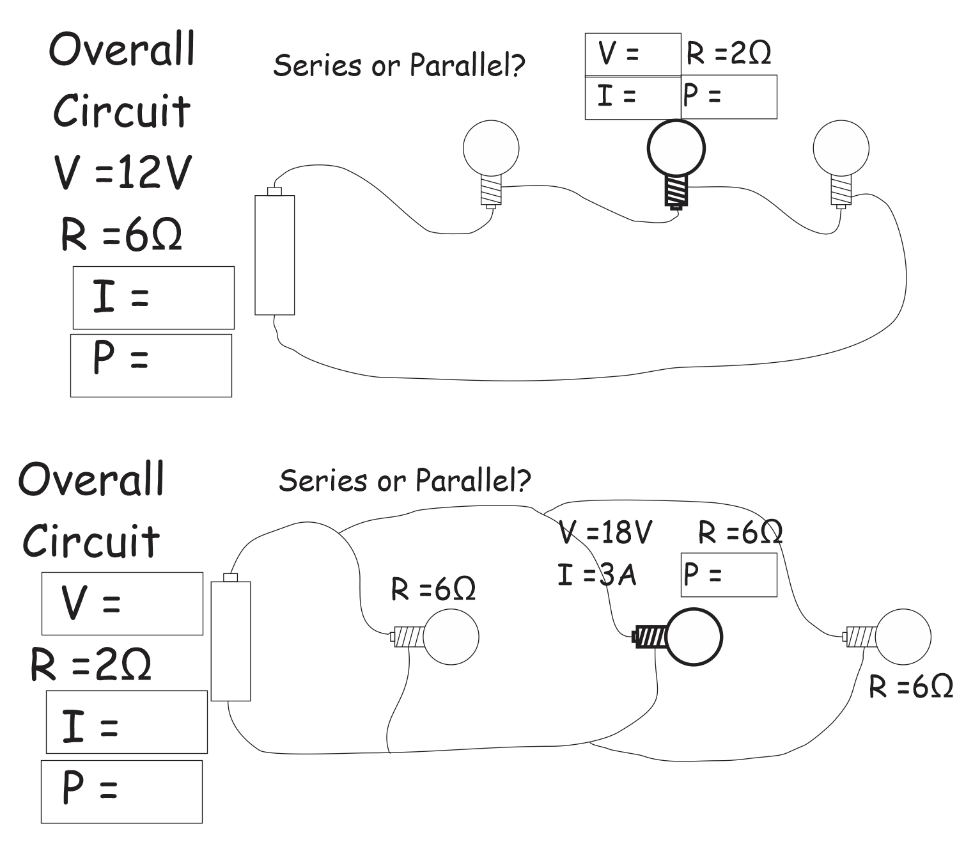 Overall
Circuit
V =12V
R =6Ω
I =
P =
Series or Parallel?
V = R =2Ω
I = P =
Overall
Circuit
V =
R =2Ω
I =
P =
Series or Parallel?
V =18V R =6Ω
I =3A P =
R =6Ω
R =6Ω